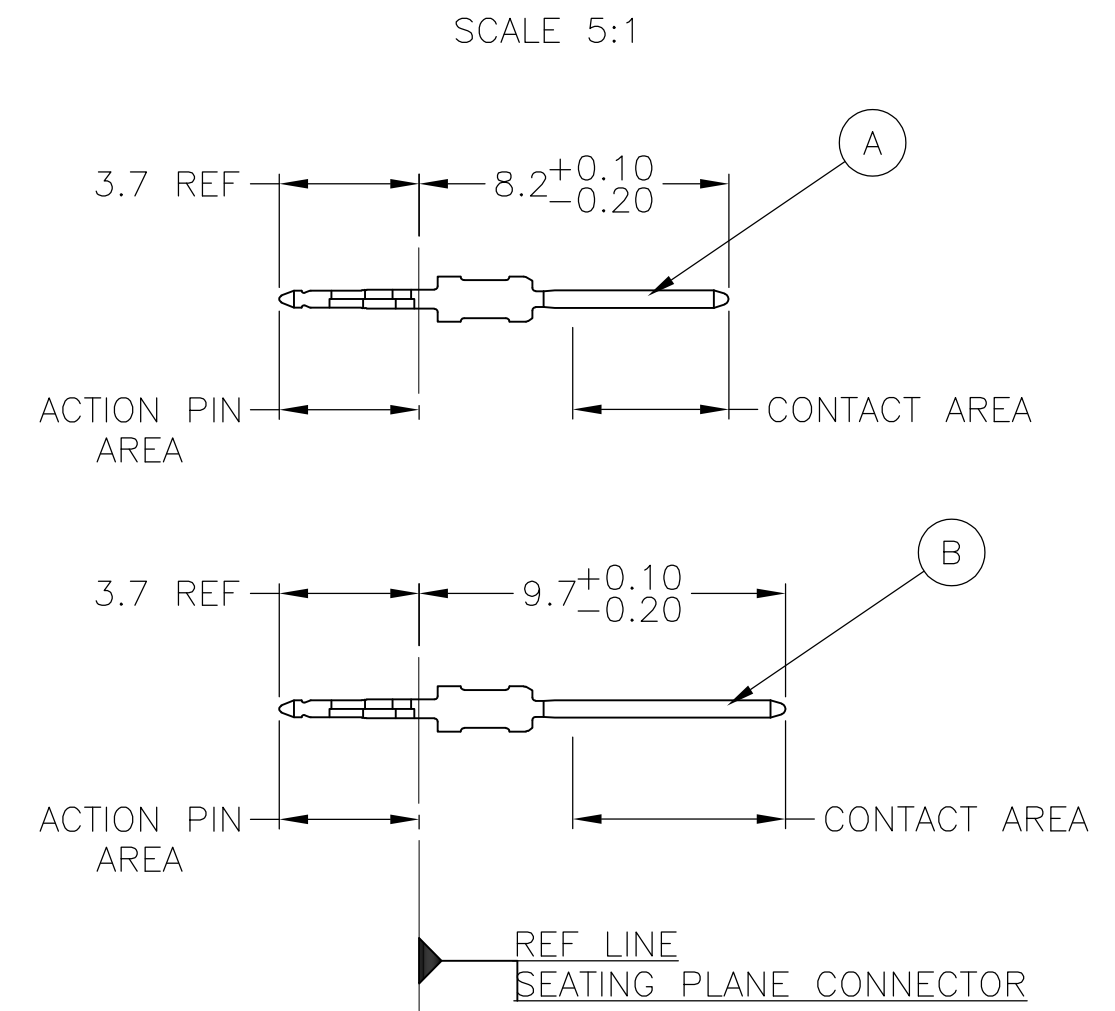 SCALE 5:1
A
3.7 REF
8.2 +0.10
-0.20
ACTION PIN
AREA
CONTACT AREA
B
3.7 REF
9.7 +0.10
-0.20
ACTION PIN
AREA
CONTACT AREA
REF LINE
SEATING PLANE CONNECTOR